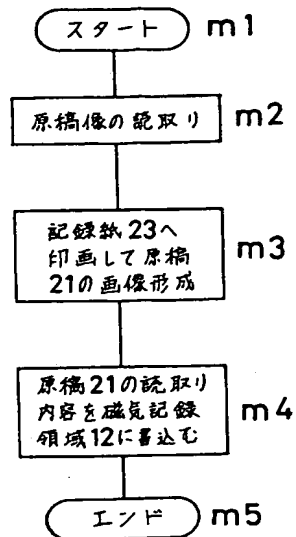 スタート m1
原稿像の読取り m2
記録紙23へ
印画して原稿 m3
21の画像形成
原稿21の読取り
内容を磁気記録 m4
領域12に書込む
エンド m5